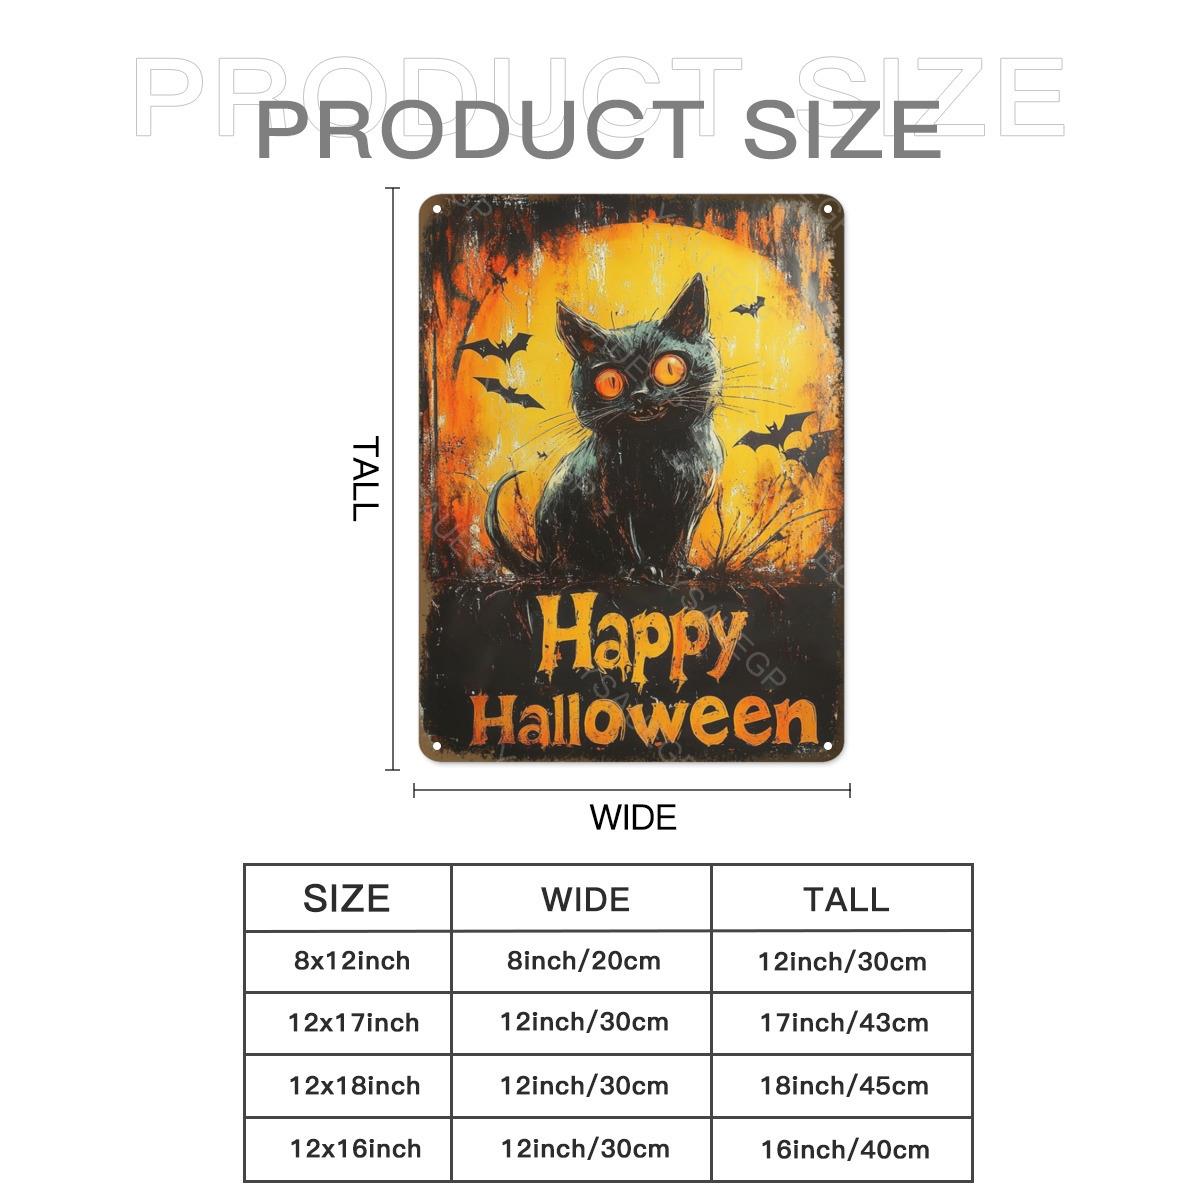 PRODUCT SIZE
PRODUCT SIZE
TALL
Happy
Halloween
WIDE
SIZE WIDE TALL
8x12inch 8inch/20cm 12inch/30cm
12x17inch 12inch/30cm 17inch/43cm
12x18inch 12inch/30cm 18inch/45cm
12x16inch 12inch/30cm 16inch/40cm